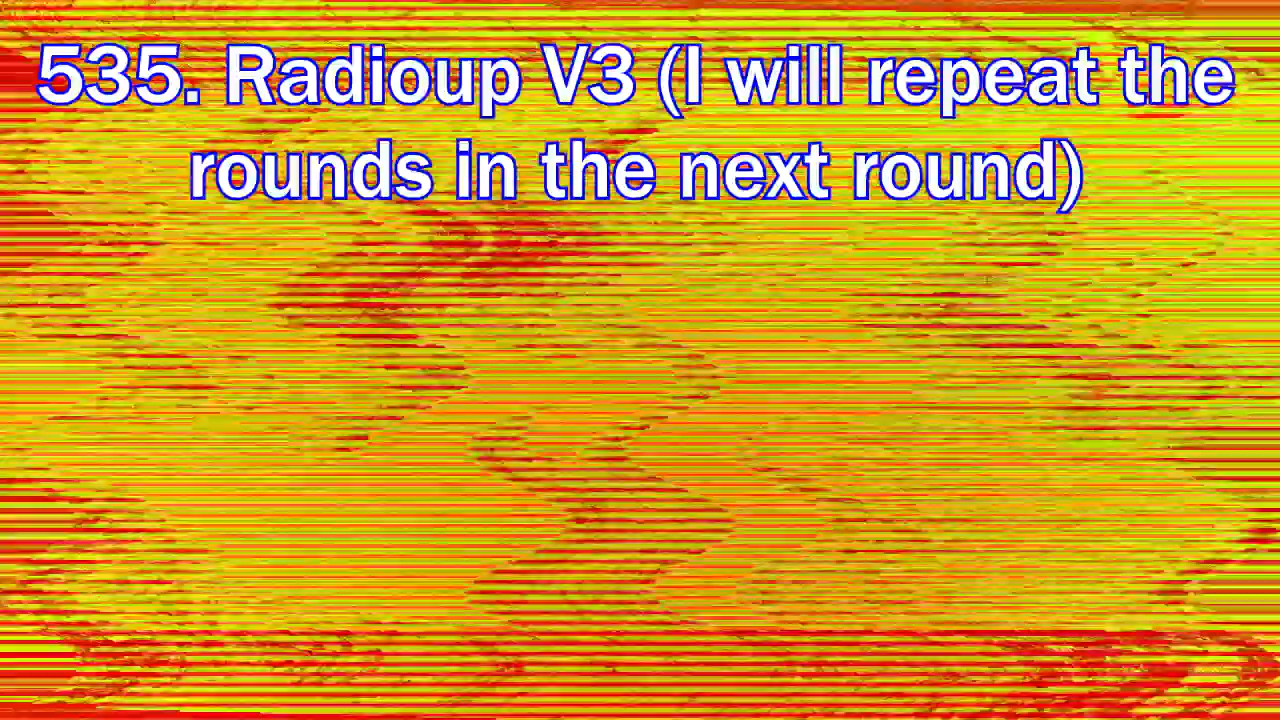 535. Radioup V3 (I will repeat the
rounds in the next round)